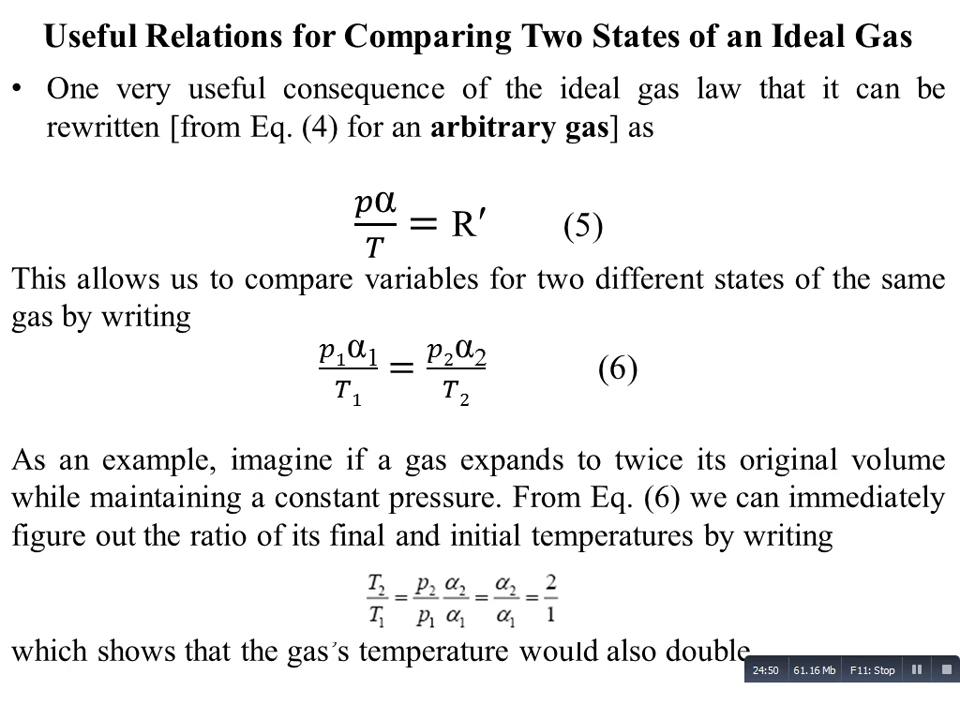 Useful Relations for Comparing Two States of an Ideal Gas
• One very useful consequence of the ideal gas law that it can be
rewritten [from Eq. (4) for an arbitrary gas] as
pα/T = R′ (5)
This allows us to compare variables for two different states of the same
gas by writing
p₁α₁/T₁ = p₂α₂/T₂ (6)
As an example, imagine if a gas expands to twice its original volume
while maintaining a constant pressure. From Eq. (6) we can immediately
figure out the ratio of its final and initial temperatures by writing
T₂/T₁ = p₂/p₁ α₂/α₁ = α₂/α₁ = 2/1
which shows that the gas's temperature would also double
24:50 61.16 Mb F11: Stop